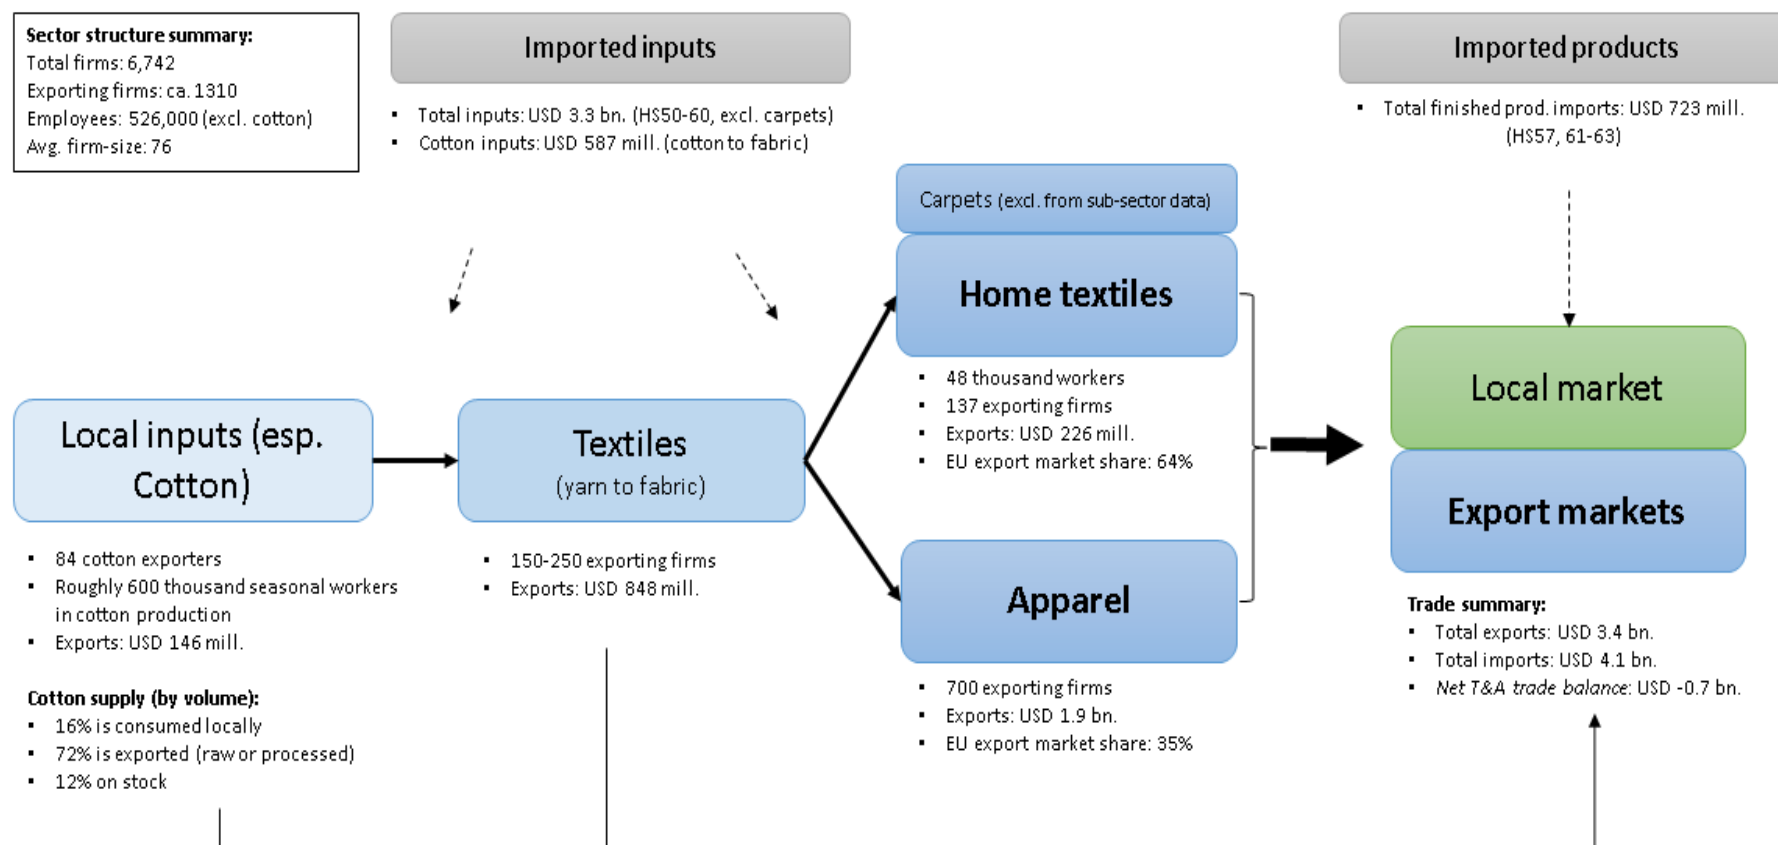 Sector structure summary:
Total firms: 6,742
Exporting firms: ca. 1310
Employees: 526,000 (excl. cotton)
Avg. firm-size: 76
Imported inputs
▪ Total inputs: USD 3.3 bn. (HS50-60, excl. carpets)
▪ Cotton inputs: USD 587 mill. (cotton to fabric)
Imported products
▪ Total finished prod. imports: USD 723 mill.
(HS57, 61-63)
Carpets (excl. from sub-sector data)
Home textiles
▪ 48 thousand workers
▪ 137 exporting firms
▪ Exports: USD 226 mill.
▪ EU export market share: 64%
Local inputs (esp.
Cotton)
▪ 84 cotton exporters
▪ Roughly 600 thousand seasonal workers
in cotton production
▪ Exports: USD 146 mill.
Cotton supply (by volume):
▪ 16% is consumed locally
▪ 72% is exported (raw or processed)
▪ 12% on stock
Textiles
(yarn to fabric)
▪ 150-250 exporting firms
▪ Exports: USD 848 mill.
Apparel
▪ 700 exporting firms
▪ Exports: USD 1.9 bn.
▪ EU export market share: 35%
Local market
Export markets
Trade summary:
▪ Total exports: USD 3.4 bn.
▪ Total imports: USD 4.1 bn.
▪ Net T&A trade balance: USD -0.7 bn.